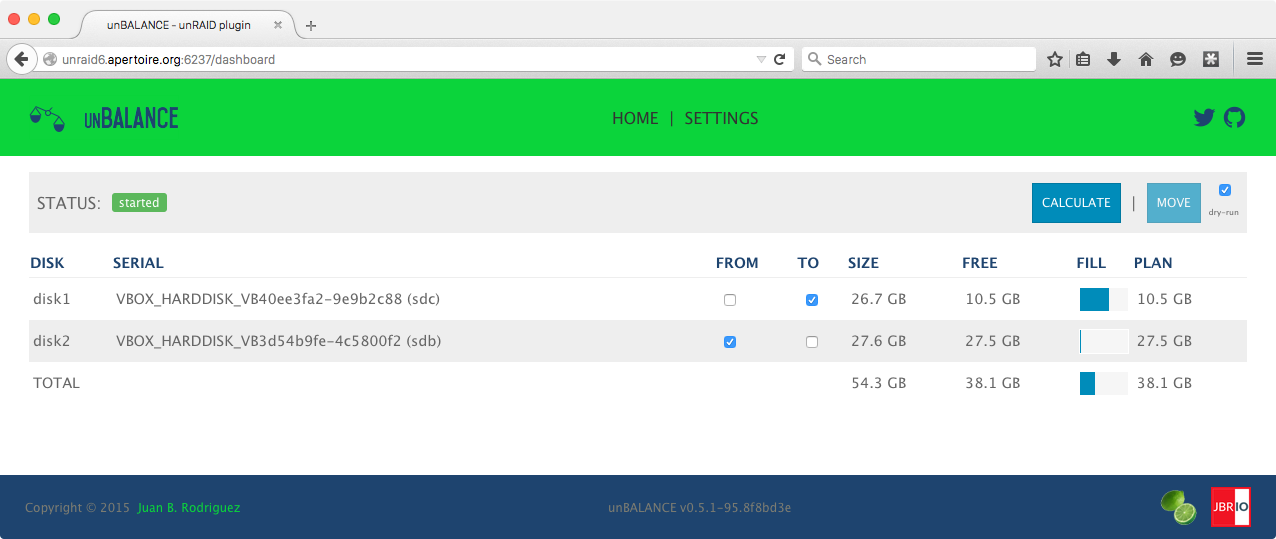 unBALANCE - unRAID plugin
unraid6.apertoire.org:6237/dashboard
Search
unBALANCE
HOME | SETTINGS
STATUS: started
CALCULATE | MOVE
dry-run
DISK SERIAL FROM TO SIZE FREE FILL PLAN
disk1 VBOX_HARDDISK_VB40ee3fa2-9e9b2c88 (sdc) 26.7 GB 10.5 GB 10.5 GB
disk2 VBOX_HARDDISK_VB3d54b9fe-4c5800f2 (sdb) 27.6 GB 27.5 GB 27.5 GB
TOTAL 54.3 GB 38.1 GB 38.1 GB
Copyright © 2015 Juan B. Rodriguez
unBALANCE v0.5.1-95.8f8bd3e
JBRIO